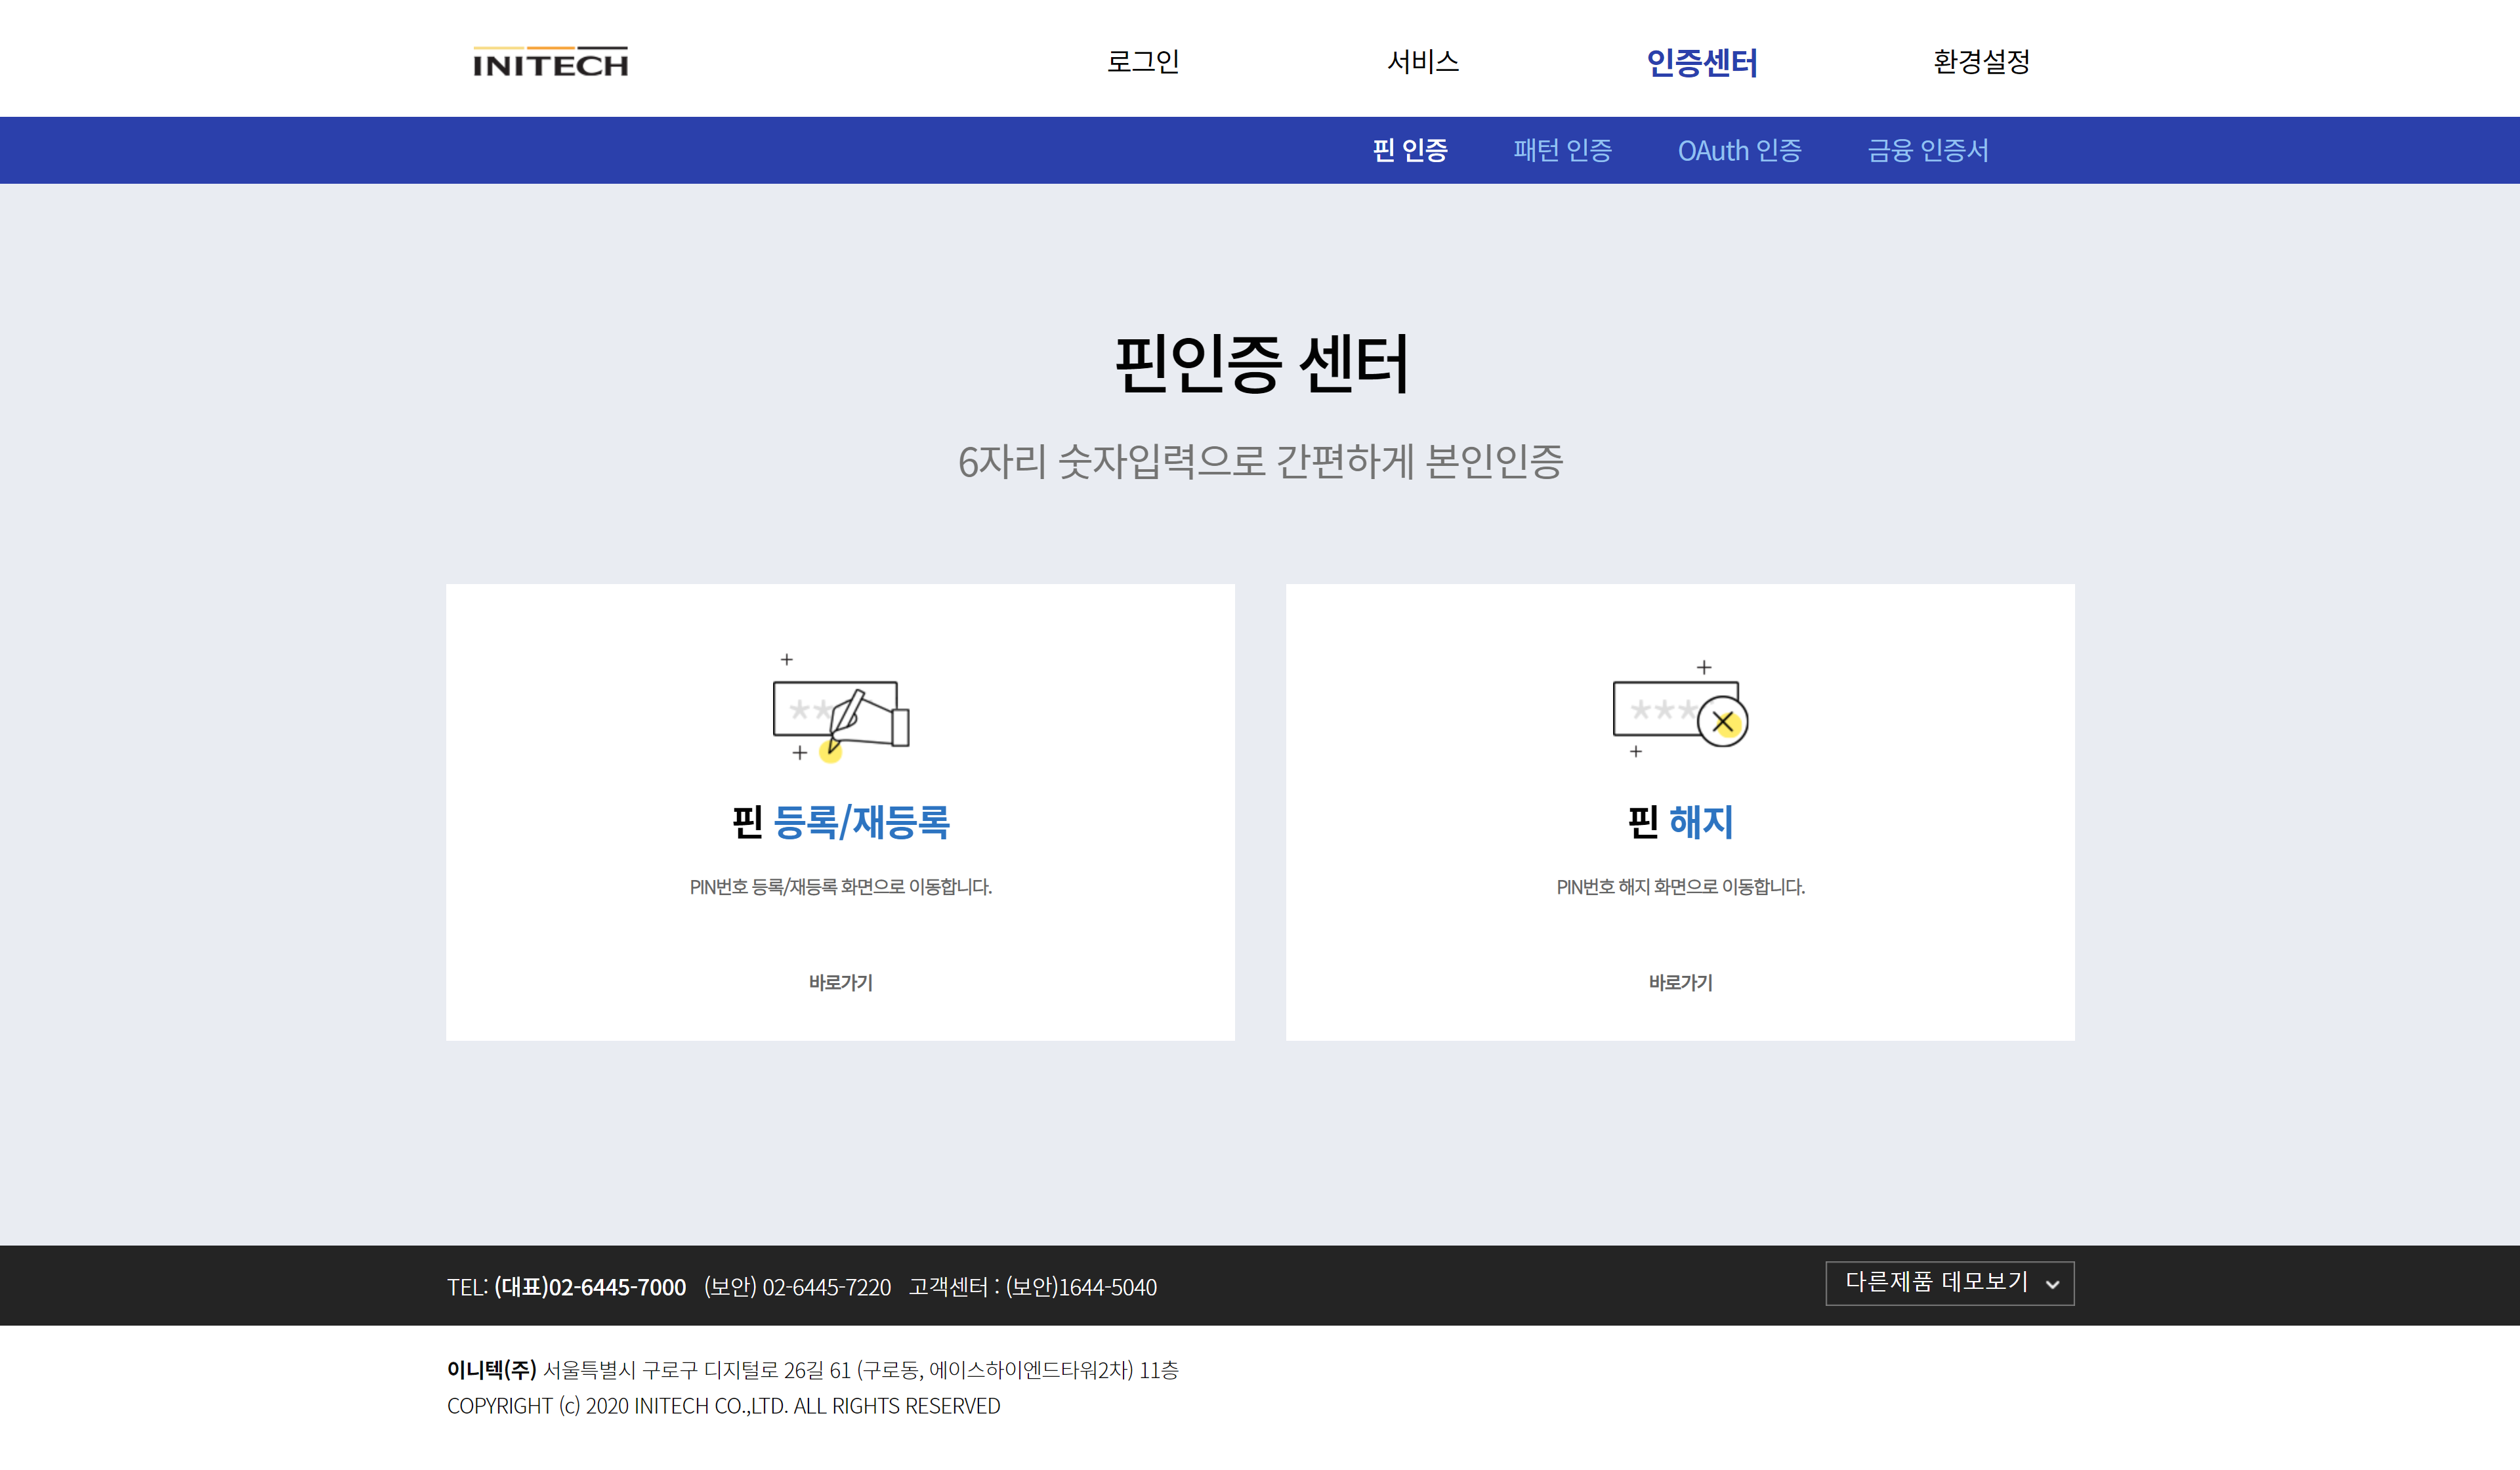 INITECH
로그인 서비스 인증센터 환경설정
핀 인증 패턴 인증 OAuth 인증 금융 인증서
핀인증 센터
6자리 숫자입력으로 간편하게 본인인증
핀 등록/재등록
PIN번호 등록/재등록 화면으로 이동합니다.
바로가기
핀 해지
PIN번호 해지 화면으로 이동합니다.
바로가기
TEL: (대표)02-6445-7000 (보안) 02-6445-7220 고객센터 : (보안)1644-5040
다른제품 데모보기
이니텍(주) 서울특별시 구로구 디지털로 26길 61 (구로동, 에이스하이엔드타워2차) 11층
COPYRIGHT (c) 2020 INITECH CO.,LTD. ALL RIGHTS RESERVED